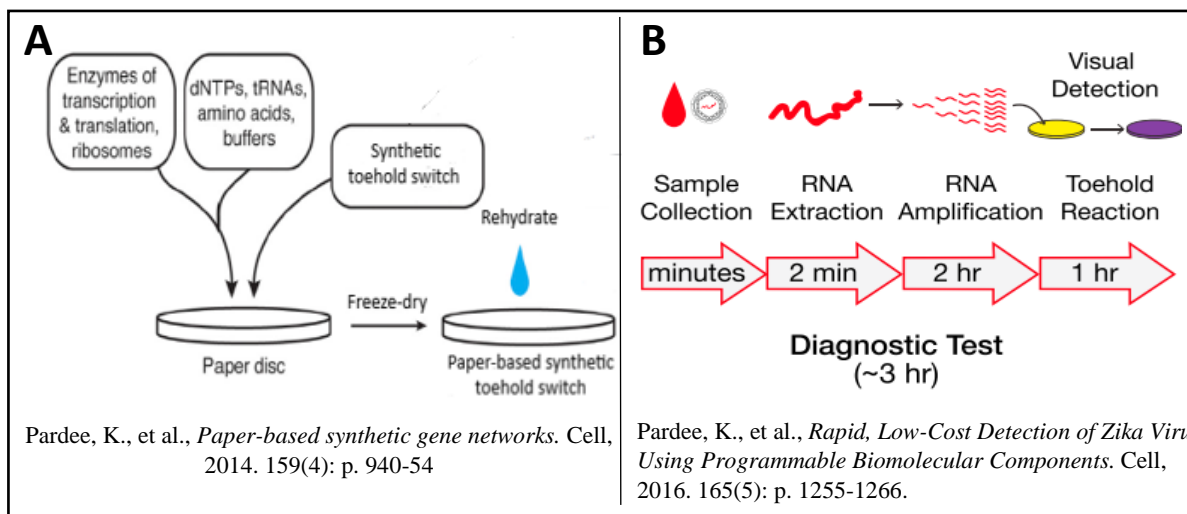 A
Enzymes of
transcription
& translation,
ribosomes
dNTPs, tRNAs,
amino acids,
buffers
Synthetic
toehold switch
Rehydrate
Freeze-dry
Paper disc
Paper-based synthetic
toehold switch
Pardee, K., et al., Paper-based synthetic gene networks. Cell,
2014. 159(4): p. 940-54
B
Visual
Detection
Sample
Collection
RNA
Extraction
RNA
Amplification
Toehold
Reaction
minutes
2 min
2 hr
1 hr
Diagnostic Test
(~3 hr)
Pardee, K., et al., Rapid, Low-Cost Detection of Zika Viru
Using Programmable Biomolecular Components. Cell,
2016. 165(5): p. 1255-1266.